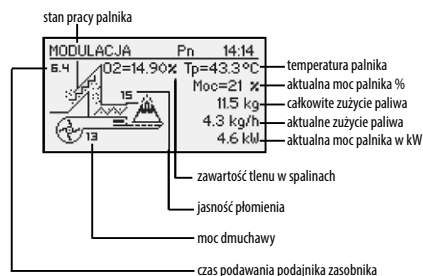 stan pracy palnika
MODULACJA Pn 14:14
6.4 O2=14.90% Tp=43.3°C
Moc=21 %
15 11.5 kg
4.3 kg/h
13 4.6 kW
temperatura palnika
aktualna moc palnika %
całkowite zużycie paliwa
aktualne zużycie paliwa
aktualna moc palnika w kW
zawartość tlenu w spalinach
jasność płomienia
moc dmuchawy
czas podawania podajnika zasobnika